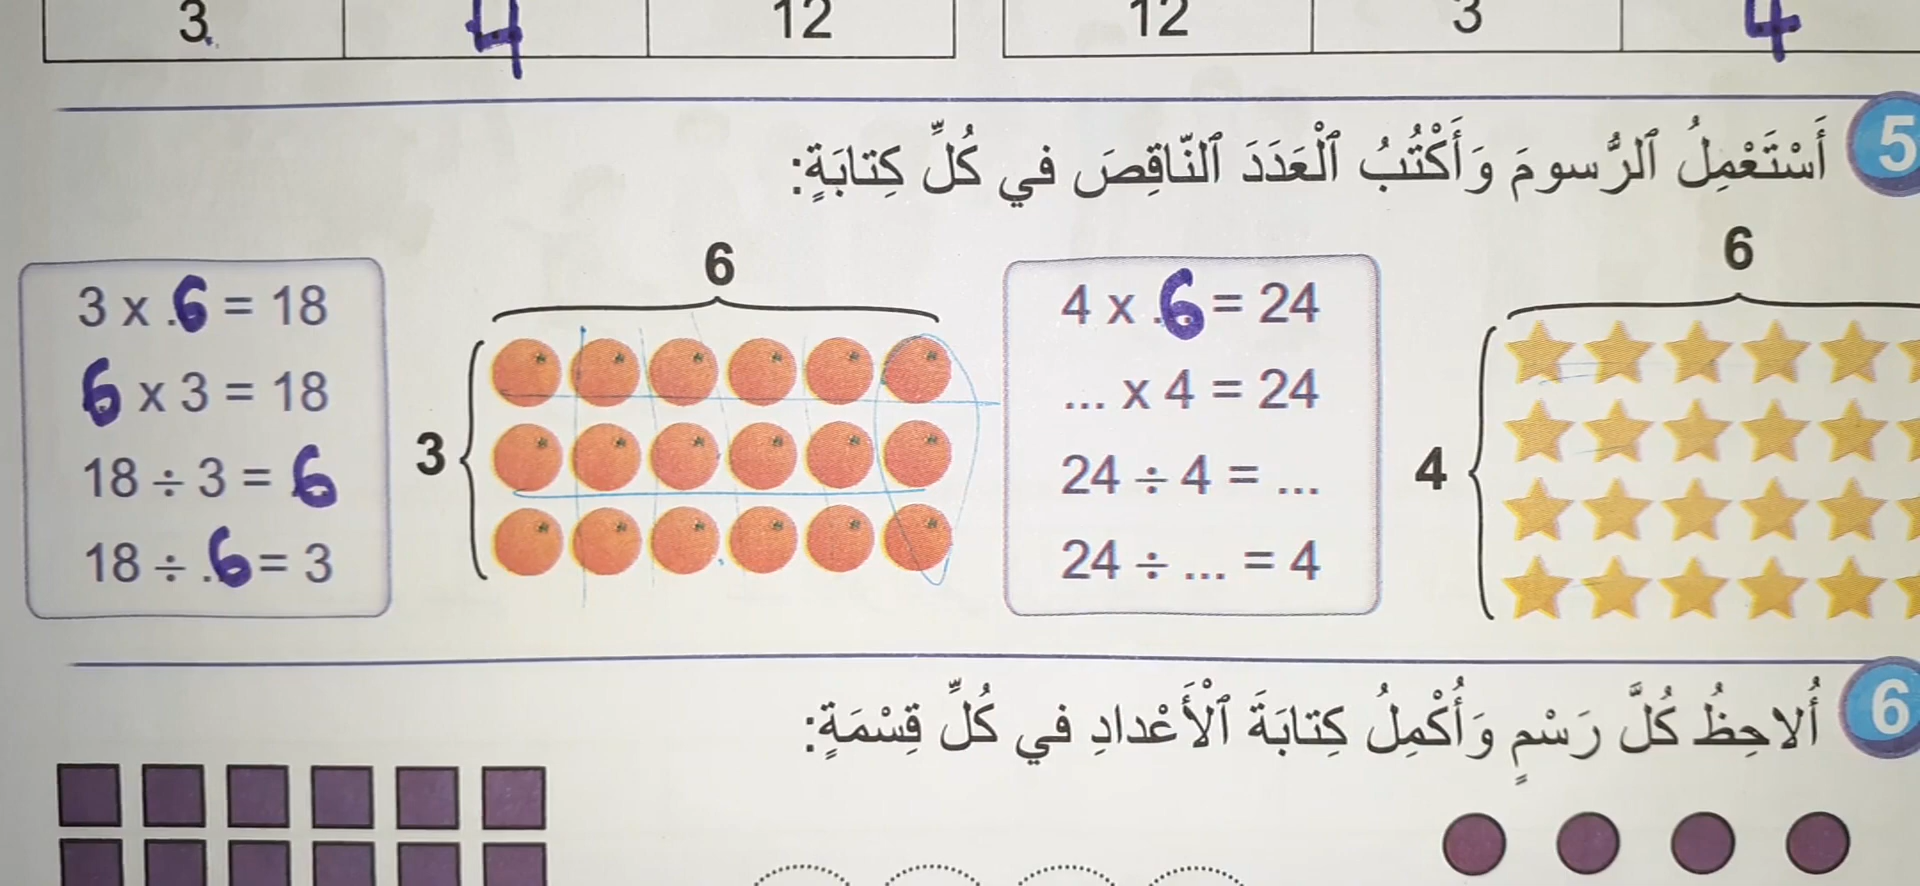 3 4 12 12 3 4
5 أَسْتَعْمِلُ ٱلرُّسومَ وَأَكْتُبُ ٱلْعَدَدَ ٱلنّاقِصَ في كُلِّ كِتابَةٍ:
6
4
4 x 6 = 24
... x 4 = 24
24 ÷ 4 = ...
24 ÷ ... = 4
6
3
3 x 6 = 18
6 x 3 = 18
18 ÷ 3 = 6
18 ÷ 6 = 3
6 أُلاحِظُ كُلَّ رَسْمٍ وَأُكْمِلُ كِتابَةَ ٱلْأَعْدادِ في كُلِّ قِسْمَةٍ: